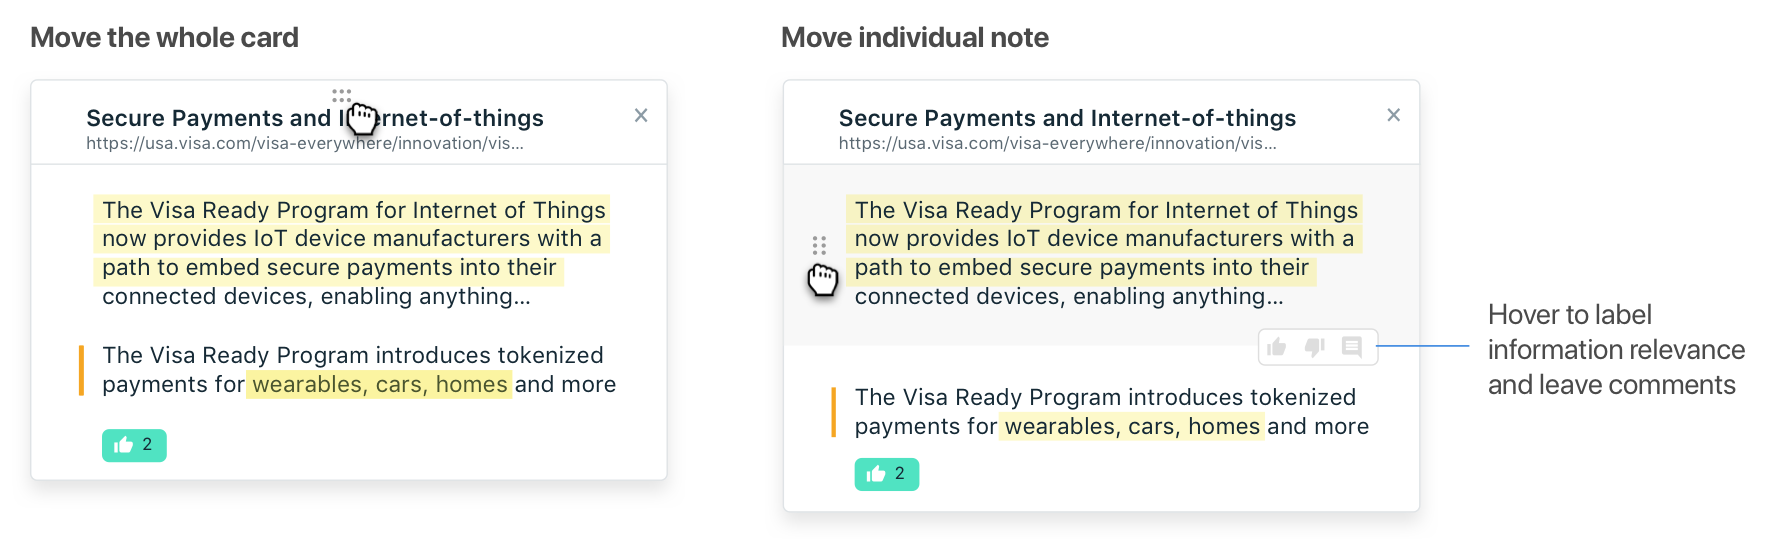 Move the whole card
Secure Payments and Internet-of-things
https://usa.visa.com/visa-everywhere/innovation/vis...
The Visa Ready Program for Internet of Things
now provides IoT device manufacturers with a
path to embed secure payments into their
connected devices, enabling anything...
The Visa Ready Program introduces tokenized
payments for wearables, cars, homes and more
2
Move individual note
Secure Payments and Internet-of-things
https://usa.visa.com/visa-everywhere/innovation/vis...
The Visa Ready Program for Internet of Things
now provides IoT device manufacturers with a
path to embed secure payments into their
connected devices, enabling anything...
The Visa Ready Program introduces tokenized
payments for wearables, cars, homes and more
2
Hover to label
information relevance
and leave comments